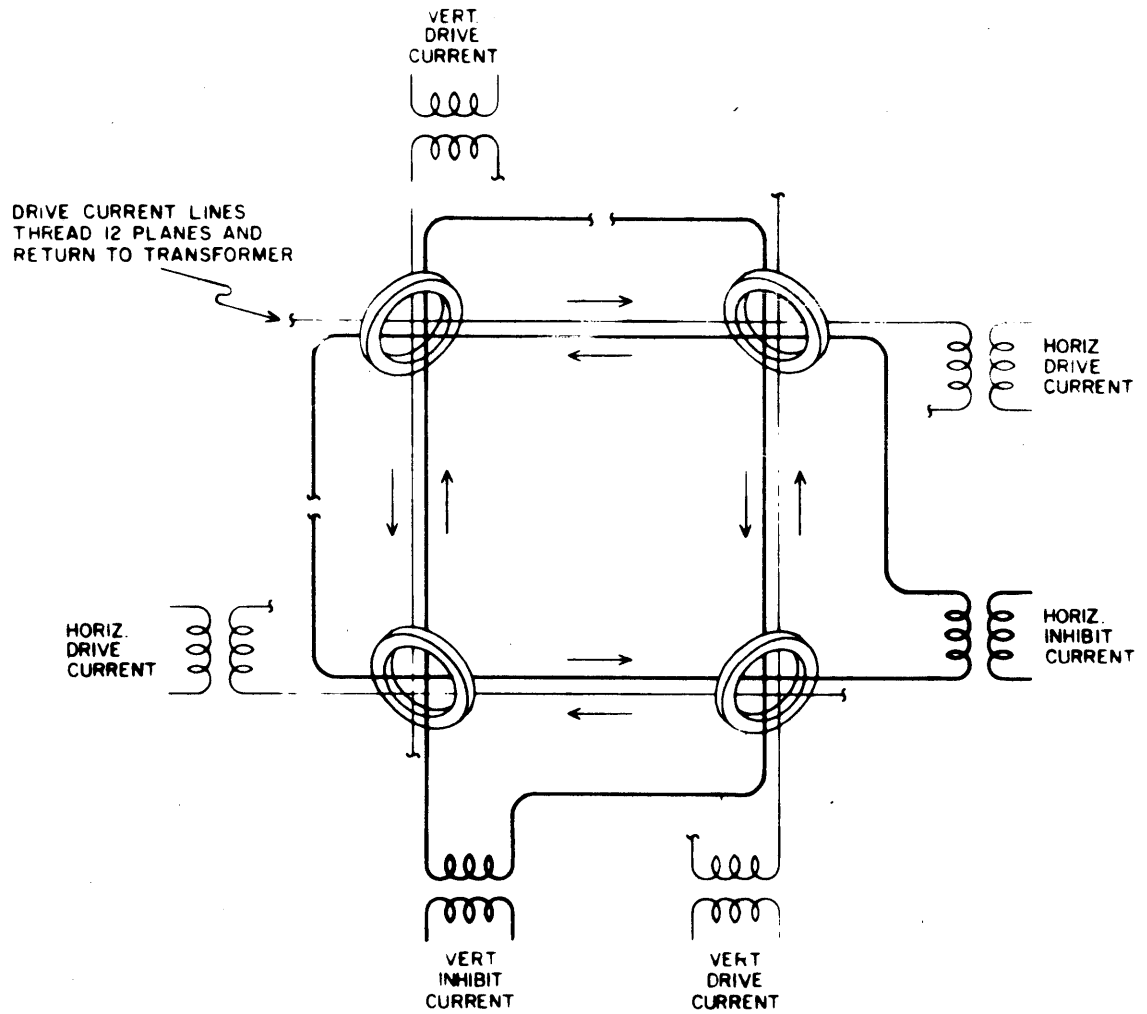 VERT.
DRIVE
CURRENT
DRIVE CURRENT LINES
THREAD 12 PLANES AND
RETURN TO TRANSFORMER
HORIZ
DRIVE
CURRENT
HORIZ.
DRIVE
CURRENT
HORIZ.
INHIBIT
CURRENT
VERT
INHIBIT
CURRENT
VERT
DRIVE
CURRENT